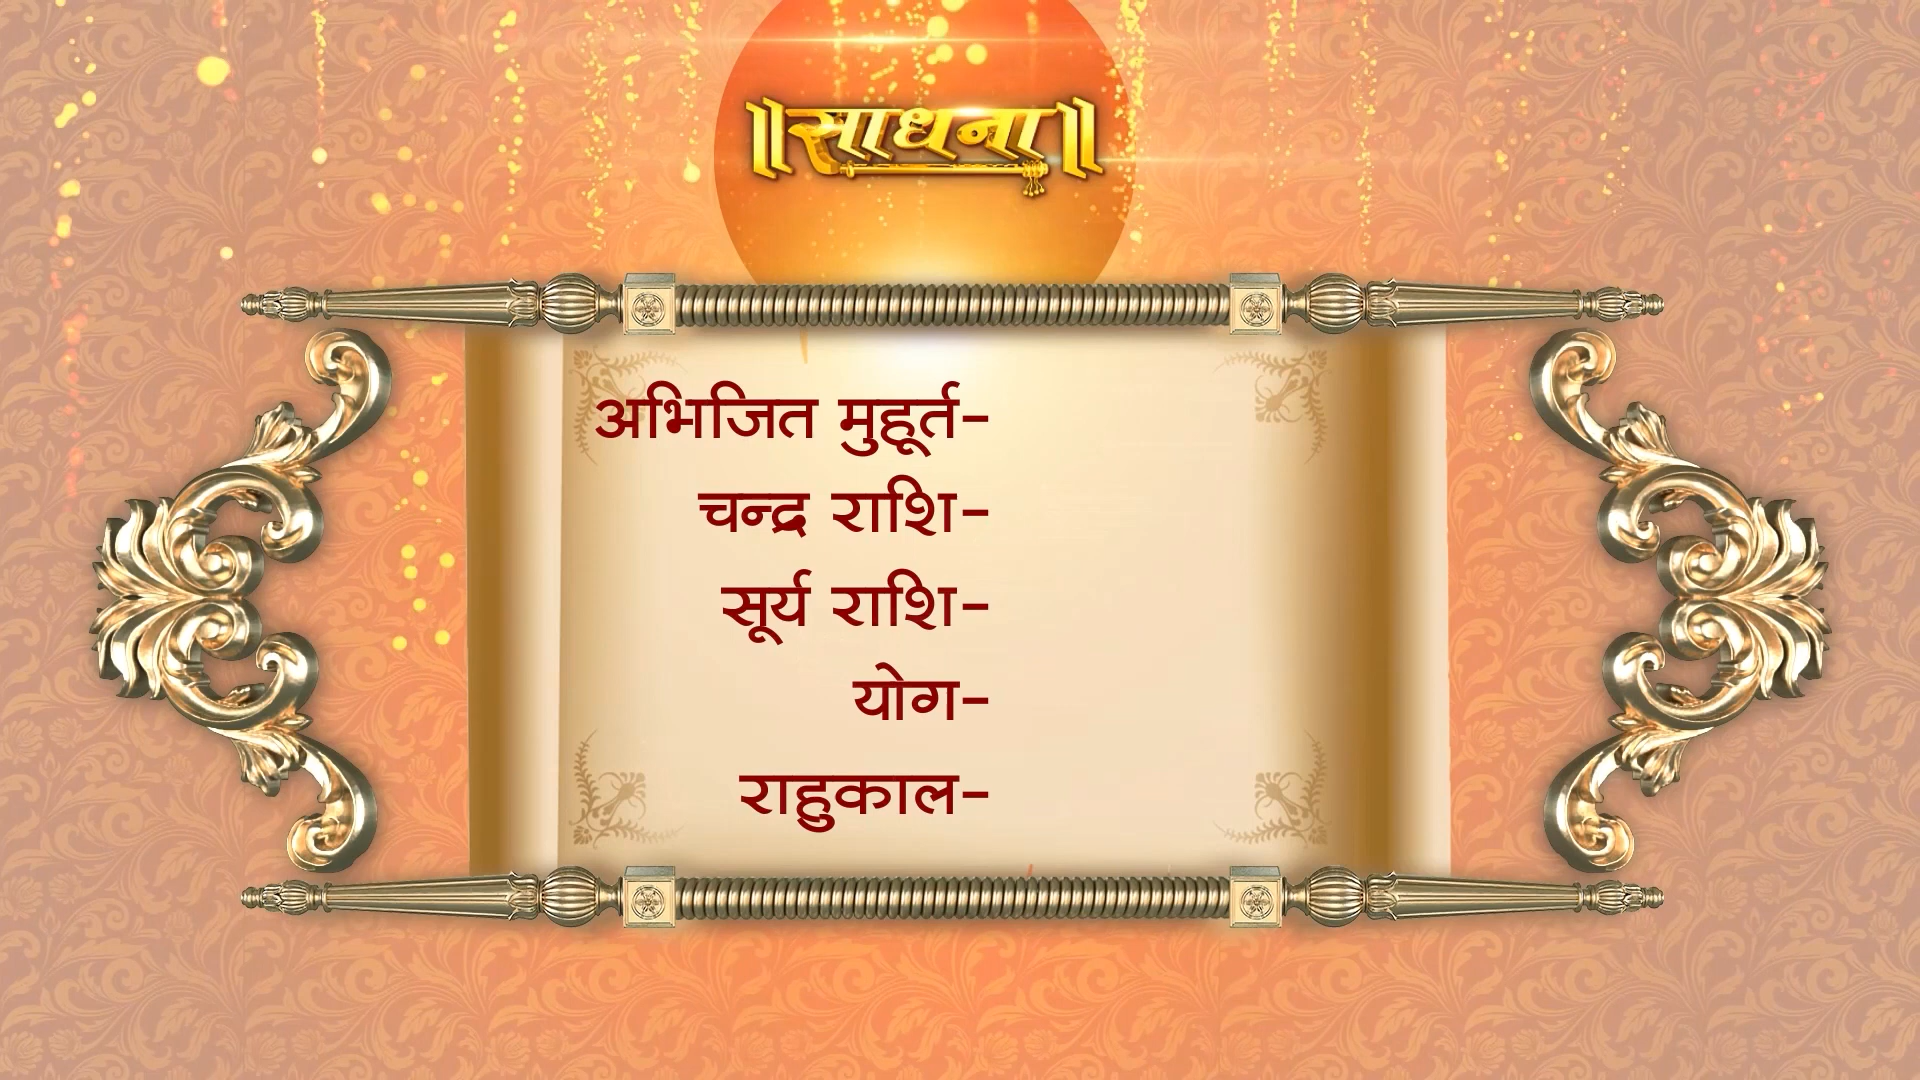 ॥साधना॥
अभिजित मुहूर्त-
चन्द्र राशि-
सूर्य राशि-
योग-
राहुकाल-